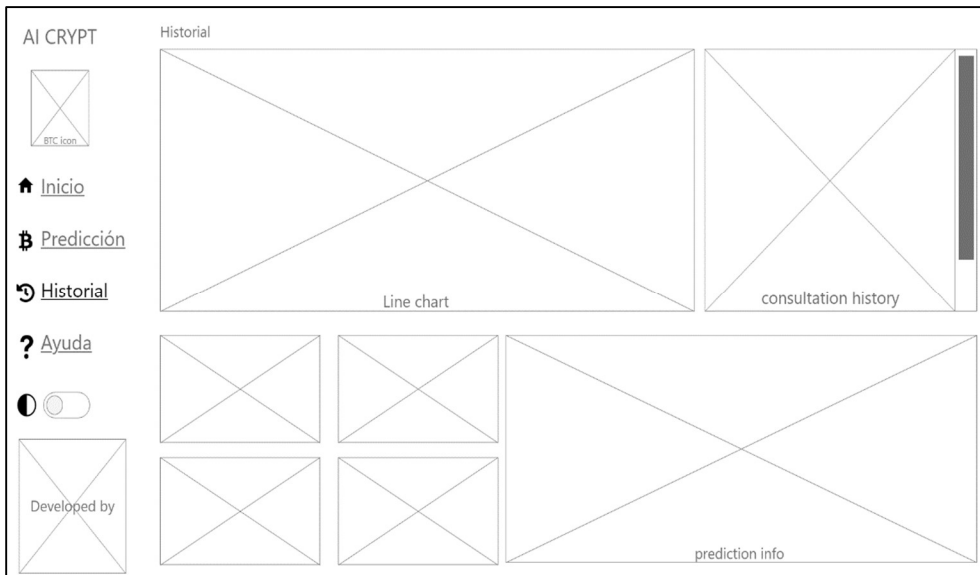 AI CRYPT
BTC icon
Inicio
Predicción
Historial
Ayuda
Developed by
Historial
Line chart
consultation history
prediction info